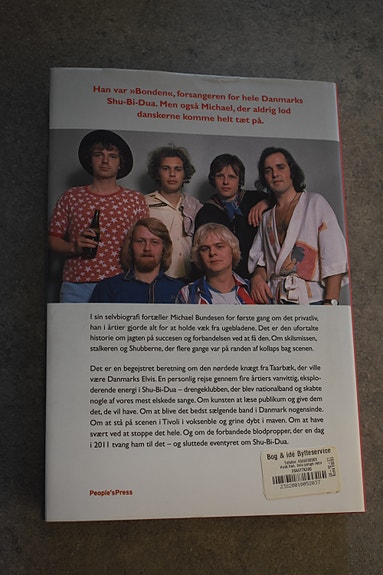 Han var »Bonden«, forsangeren for hele Danmarks
Shu-Bi-Dua. Men også Michael, der aldrig lod
danskerne komme helt tæt på.
I sin selvbiografi fortæller Michael Bundesen for første gang om det privatliv,
han i årtier gjorde alt for at holde væk fra ugebladene. Det er den ufortalte
historie om jagten på succesen og forbandelsen ved at få den. Om skilsmissen,
stalkeren og Shubberne, der flere gange var på randen af kollaps bag scenen.
Det er en begejstret beretning om den nørdede knægt fra Taarbæk, der ville
være Danmarks Elvis. En personlig rejse gennem fire årtiers vanvittig, eksplo-
derende energi i Shu-Bi-Dua – drengeklubben, der blev nationalband og skabte
nogle af vores mest elskede sange. Om kunsten at læse publikum og give dem
det, de vil have. Om at blive det bedst sælgende band i Danmark nogensinde.
Om at stå på scenen i Tivoli i voksenble og grine dybt i maven. Om at have
svært ved at stoppe det hele. Og om de forbandede blodpropper, der en dag
i 2011 tvang ham til det – og sluttede eventyret om Shu-Bi-Dua.
Bog & idé Bytteservice
People'sPress